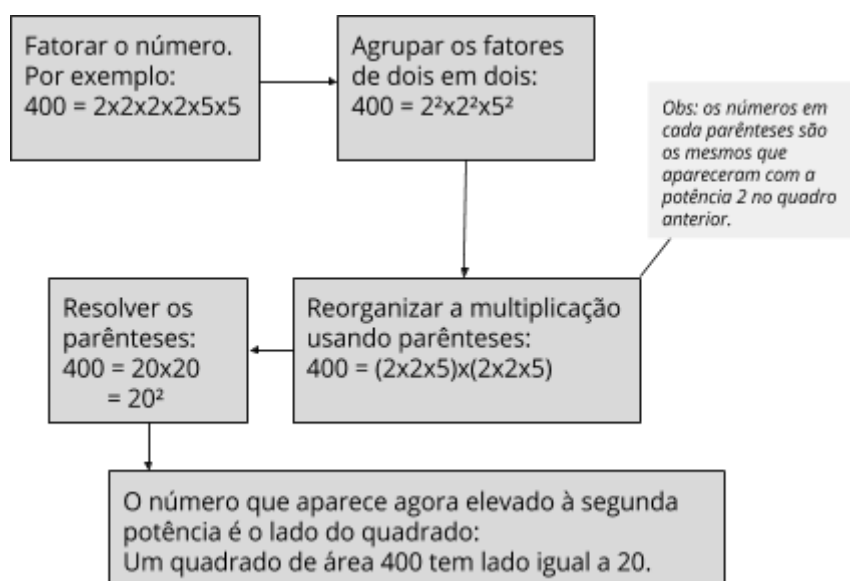 Fatorar o número.
Por exemplo:
400 = 2x2x2x2x5x5
Agrupar os fatores
de dois em dois:
400 = 2²x2²x5²
Obs: os números em
cada parênteses são
os mesmos que
apareceram com a
potência 2 no quadro
anterior.
Reorganizar a multiplicação
usando parênteses:
400 = (2x2x5)x(2x2x5)
Resolver os
parênteses:
400 = 20x20
= 20²
O número que aparece agora elevado à segunda
potência é o lado do quadrado:
Um quadrado de área 400 tem lado igual a 20.